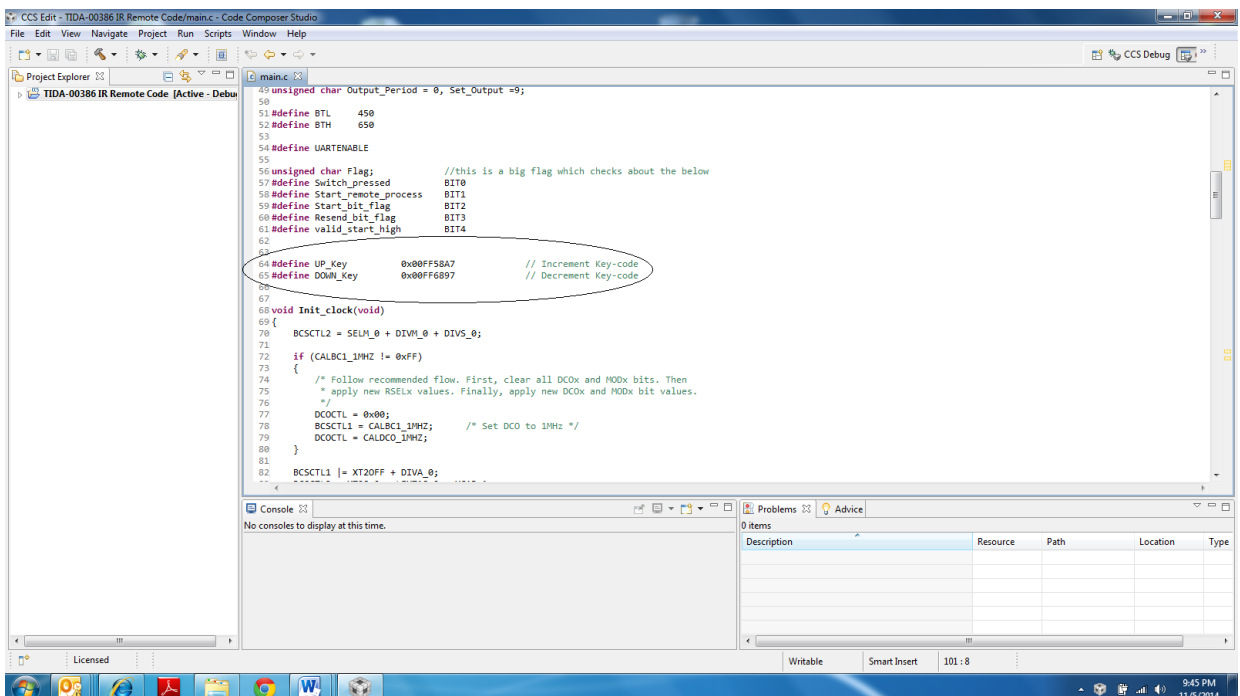 CCS Edit - TIDA-00386 IR Remote Code/main.c - Code Composer Studio
File Edit View Navigate Project Run Scripts Window Help
CCS Debug
Project Explorer
main.c
TIDA-00386 IR Remote Code [Active - Debu
49 unsigned char Output_Period = 0, Set_Output =9;
50
51 #define BTL 450
52 #define BTH 650
53
54 #define UARTENABLE
55
56 unsigned char Flag; //this is a big flag which checks about the below
57 #define Switch_pressed BIT0
58 #define Start_remote_process BIT1
59 #define Start_bit_flag BIT2
60 #define Resend_bit_flag BIT3
61 #define valid_start_high BIT4
62
63
64 #define UP_Key 0x00FF58A7 // Increment Key-code
65 #define DOWN_Key 0x00FF6897 // Decrement Key-code
66
67
68 void Init_clock(void)
69 {
70 BCSCTL2 = SELM_0 + DIVM_0 + DIVS_0;
71
72 if (CALBC1_1MHZ != 0xFF)
73 {
74 /* Follow recommended flow. First, clear all DCOx and MODx bits. Then
75 * apply new RSELx values. Finally, apply new DCOx and MODx bit values.
76 */
77 DCOCTL = 0x00;
78 BCSCTL1 = CALBC1_1MHZ; /* Set DCO to 1MHz */
79 DCOCTL = CALDCO_1MHZ;
80 }
81
82 BCSCTL1 |= XT2OFF + DIVA_0;
Console
No consoles to display at this time.
Problems Advice
0 items
Description Resource Path Location Type
Licensed
Writable Smart Insert 101 : 8
9:45 PM
11/5/2014